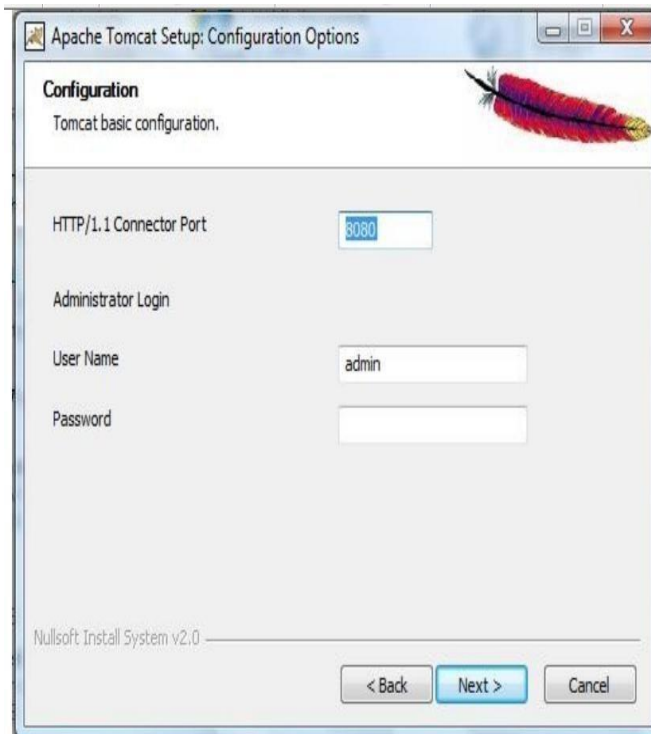 Apache Tomcat Setup: Configuration Options
Configuration
Tomcat basic configuration.
HTTP/1.1 Connector Port
8080
Administrator Login
User Name
admin
Password
Nullsoft Install System v2.0
< Back
Next >
Cancel